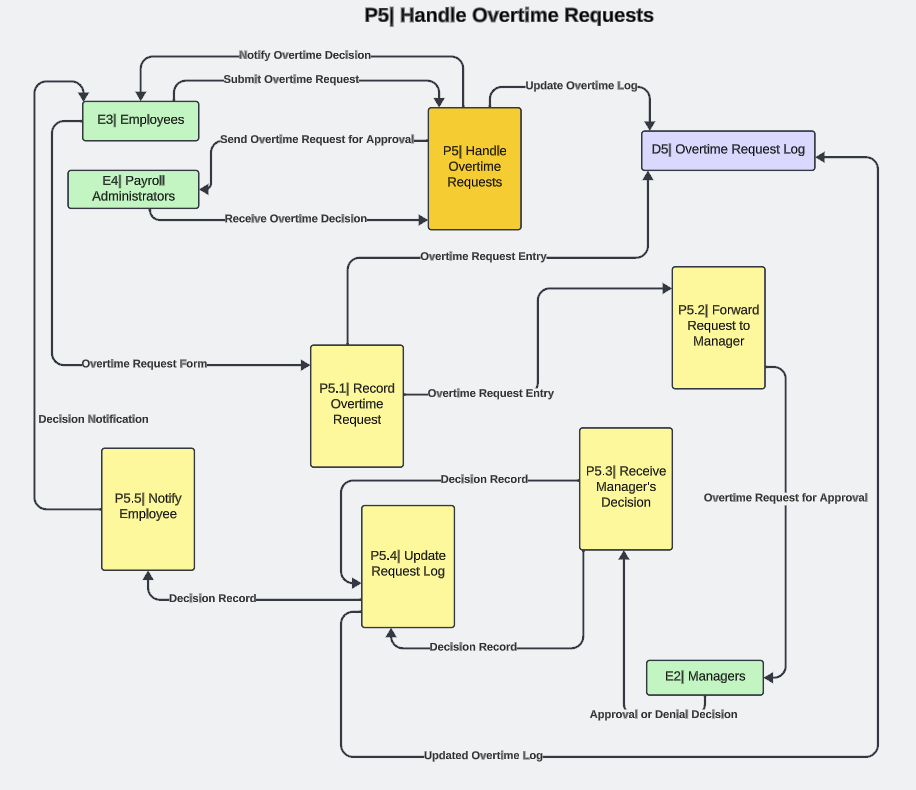 P5| Handle Overtime Requests
Notify Overtime Decision
Submit Overtime Request
Update Overtime Log
E3| Employees
Send Overtime Request for Approval
P5| Handle
Overtime
Requests
D5| Overtime Request Log
E4| Payroll
Administrators
Receive Overtime Decision
Overtime Request Entry
P5.2| Forward
Request to
Manager
Overtime Request Form
P5.1| Record
Overtime
Request
Overtime Request Entry
Decision Notification
P5.3| Receive
Manager's
Decision
Decision Record
Overtime Request for Approval
P5.5| Notify
Employee
P5.4| Update
Request Log
Decision Record
Decision Record
E2| Managers
Approval or Denial Decision
Updated Overtime Log